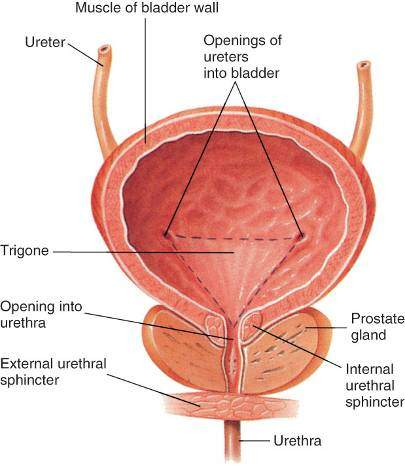 Muscle of bladder wall
Ureter
Openings of
ureters
into bladder
Trigone
Opening into
urethra
External urethral
sphincter
Prostate
gland
Internal
urethral
sphincter
Urethra